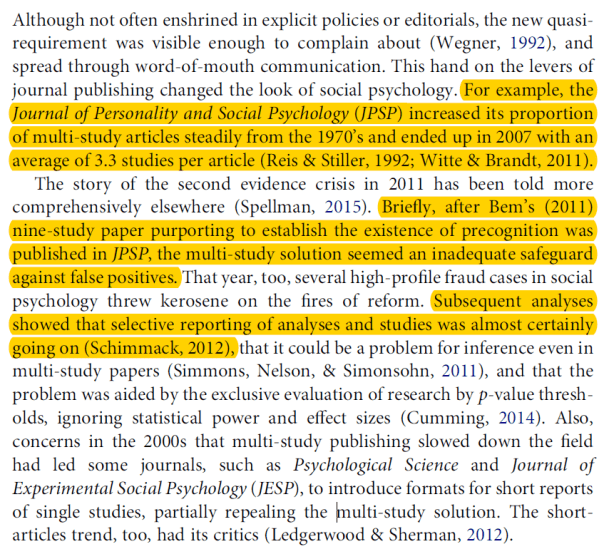 Although not often enshrined in explicit policies or editorials, the new quasi-
requirement was visible enough to complain about (Wegner, 1992), and
spread through word-of-mouth communication. This hand on the levers of
journal publishing changed the look of social psychology. For example, the
Journal of Personality and Social Psychology (JPSP) increased its proportion
of multi-study articles steadily from the 1970's and ended up in 2007 with an
average of 3.3 studies per article (Reis & Stiller, 1992; Witte & Brandt, 2011).
The story of the second evidence crisis in 2011 has been told more
comprehensively elsewhere (Spellman, 2015). Briefly, after Bem's (2011)
nine-study paper purporting to establish the existence of precognition was
published in JPSP, the multi-study solution seemed an inadequate safeguard
against false positives. That year, too, several high-profile fraud cases in social
psychology threw kerosene on the fires of reform. Subsequent analyses
showed that selective reporting of analyses and studies was almost certainly
going on (Schimmack, 2012), that it could be a problem for inference even in
multi-study papers (Simmons, Nelson, & Simonsohn, 2011), and that the
problem was aided by the exclusive evaluation of research by p-value thresh-
olds, ignoring statistical power and effect sizes (Cumming, 2014). Also,
concerns in the 2000s that multi-study publishing slowed down the field
had led some journals, such as Psychological Science and Journal of
Experimental Social Psychology (JESP), to introduce formats for short reports
of single studies, partially repealing the multi-study solution. The short-
articles trend, too, had its critics (Ledgerwood & Sherman, 2012).